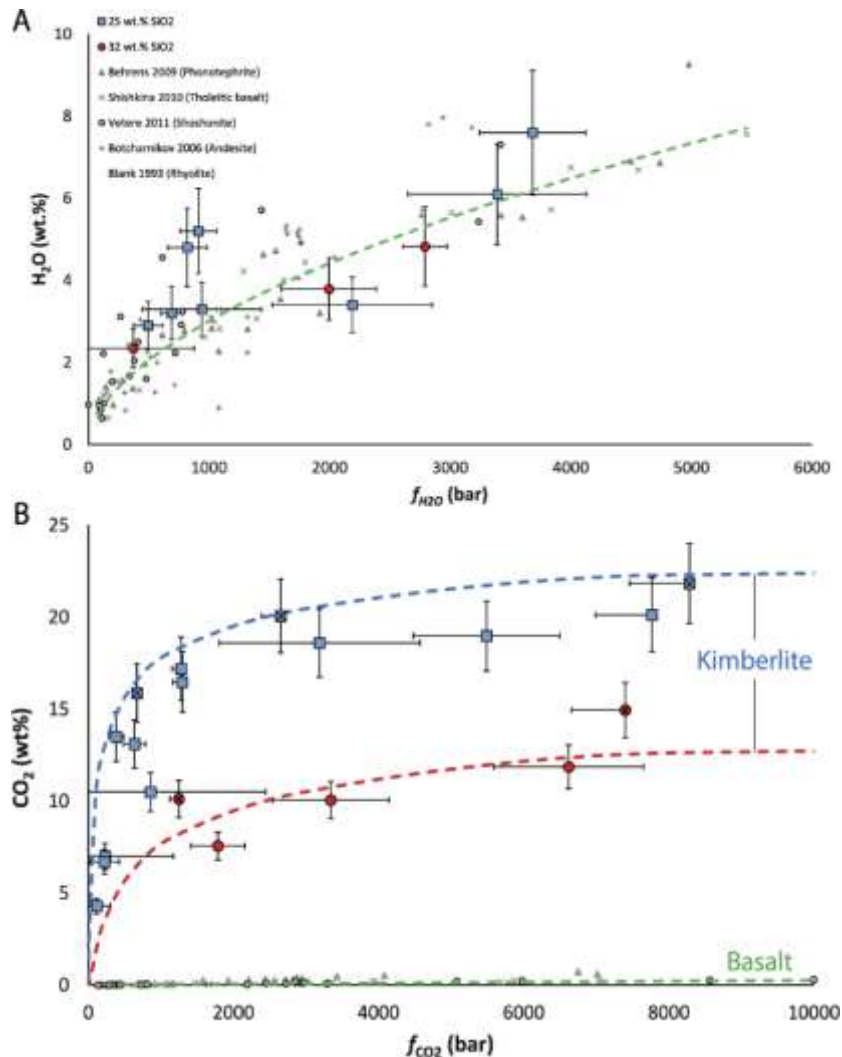 A
25 wt.% SiO2
32 wt.% SiO2
Behrens 2009 (Phonotephrite)
Shishkina 2010 (Tholeitic basalt)
Vetere 2011 (Shoshonite)
Botcharnikov 2006 (Andesite)
Blank 1993 (Rhyolite)
10
8
6
4
2
0
H2O (wt.%)
0 1000 2000 3000 4000 5000 6000
fH2O (bar)
B
25
20
15
10
5
0
CO2 (wt%)
Kimberlite
Basalt
0 2000 4000 6000 8000 10000
fCO2 (bar)